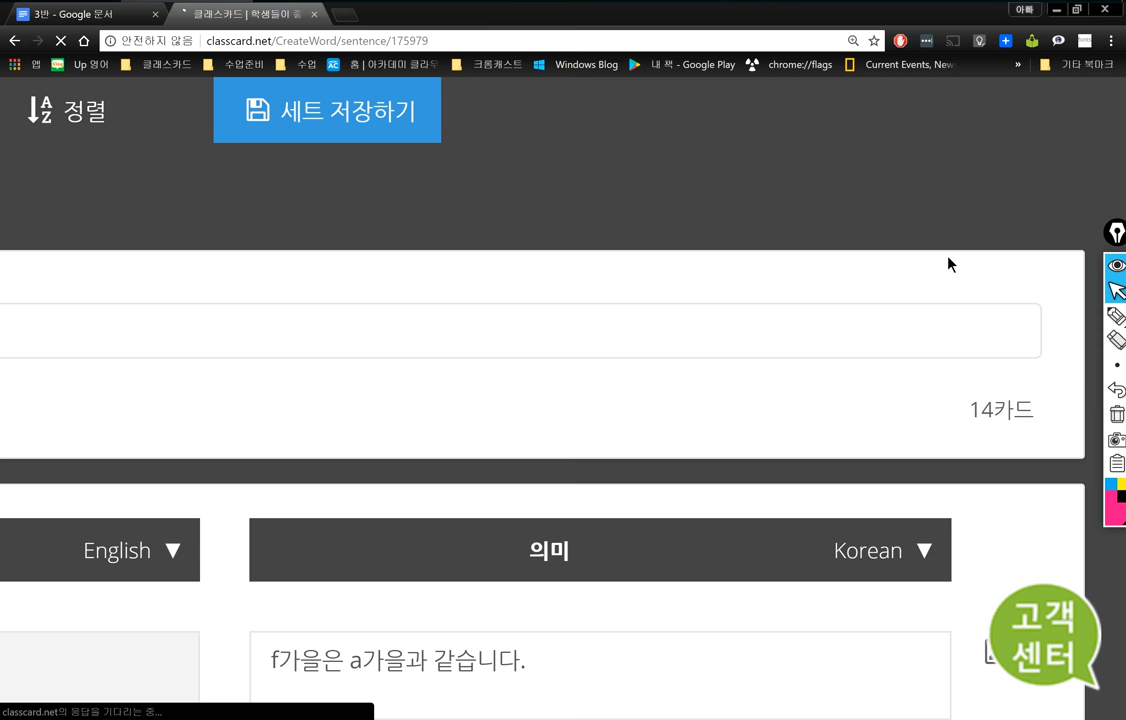 3반 - Google 문서
클래스카드 | 학생들이 졸
아빠
안전하지 않음
classcard.net/CreateWord/sentence/175979
앱
Up 영어
클래스카드
수업준비
수업
홈 | 아카데미 클라우
크롬캐스트
Windows Blog
내 책 - Google Play
chrome://flags
Current Events, New
»
기타 북마크
정렬
세트 저장하기
14카드
English ▼
의미
Korean ▼
f가을은 a가을과 같습니다.
고객
센터
classcard.net의 응답을 기다리는 중...